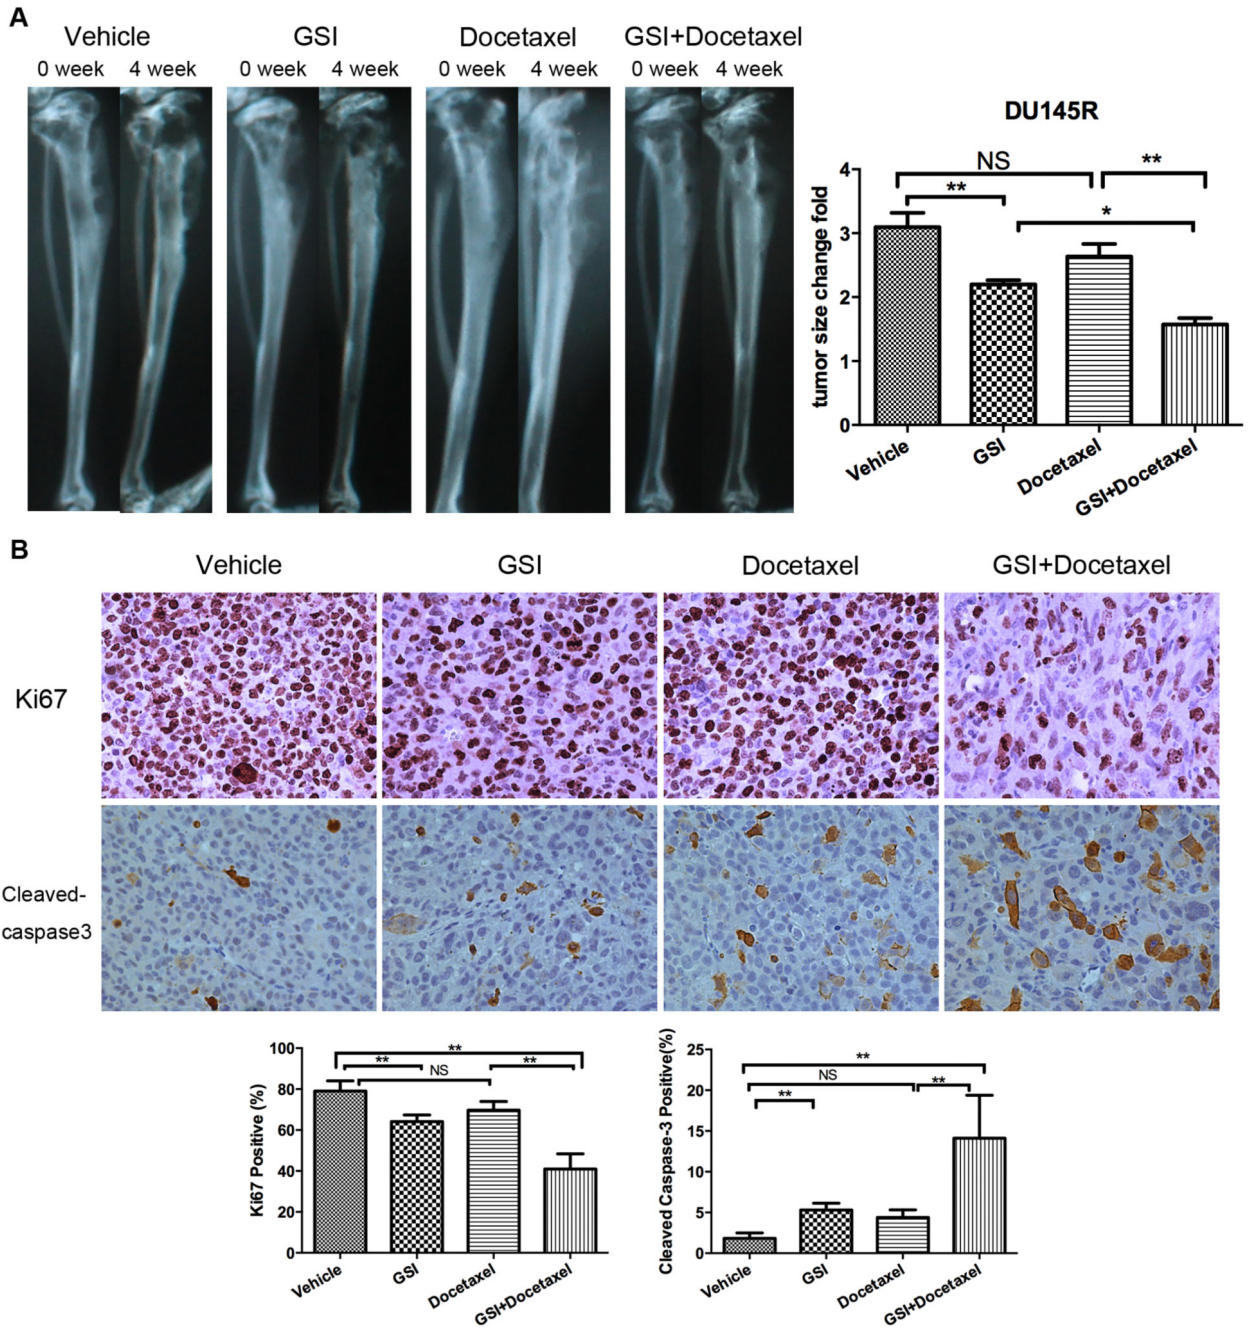 A
Vehicle GSI Docetaxel GSI+Docetaxel
0 week 4 week 0 week 4 week 0 week 4 week 0 week 4 week
DU145R
tumor size change fold
4
3
2
1
0
NS
**
**
*
Vehicle GSI Docetaxel GSI+Docetaxel
B
Vehicle GSI Docetaxel GSI+Docetaxel
Ki67
Cleaved-
caspase3
Ki67 Positive (%)
100
80
60
40
20
0
**
** **
NS
Vehicle GSI Docetaxel GSI+Docetaxel
Cleaved Caspase-3 Positive(%)
25
20
15
10
5
0
**
NS **
**
Vehicle GSI Docetaxel GSI+Docetaxel